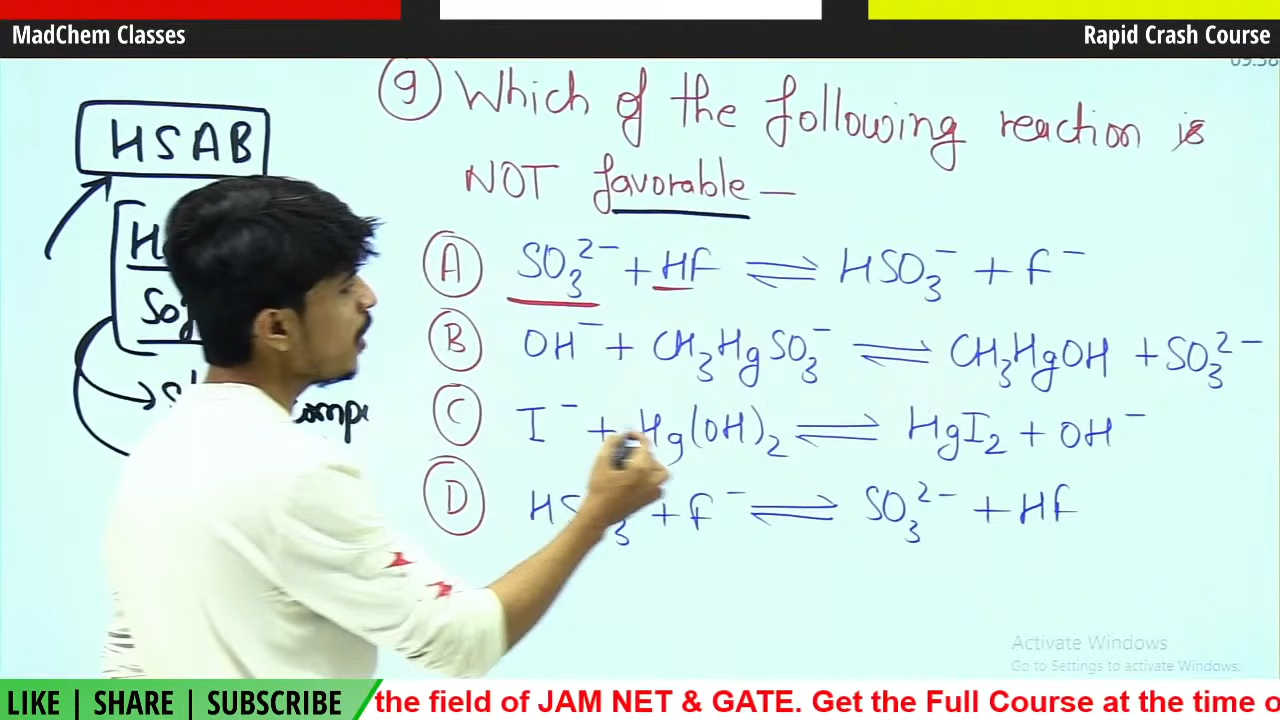 MadChem Classes
Rapid Crash Course
HSAB
⑨ Which of the following reaction is
NOT favorable —
Ⓐ SO₃²⁻ + HF ⇌ HSO₃⁻ + F⁻
Ⓑ OH⁻ + CH₃HgSO₃⁻ ⇌ CH₃HgOH + SO₃²⁻
Ⓒ I⁻ + Hg(OH)₂ ⇌ HgI₂ + OH⁻
Ⓓ HS ₃ + F⁻ ⇌ SO₃²⁻ + HF
Activate Windows
Go to Settings to activate Windows.
LIKE | SHARE | SUBSCRIBE
the field of JAM NET & GATE. Get the Full Course at the time o